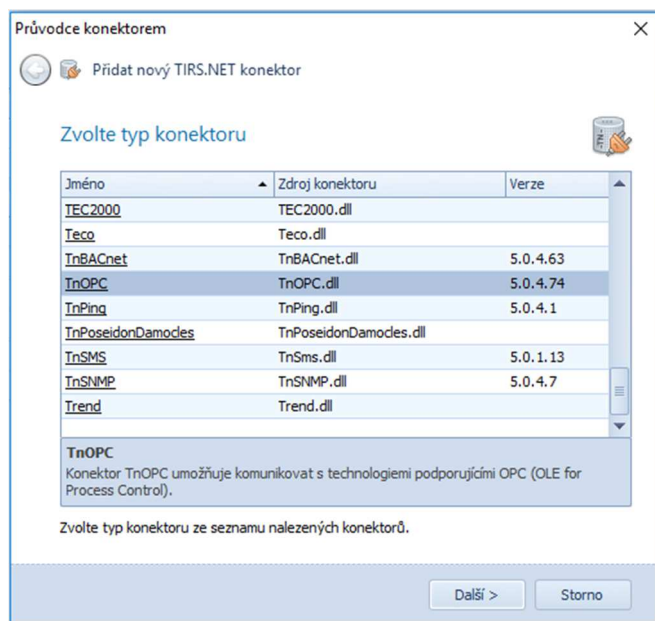 Průvodce konektorem
Přidat nový TIRS.NET konektor
Zvolte typ konektoru
-TN-
Jméno Zdroj konektoru Verze
TEC2000 TEC2000.dll
Teco Teco.dll
TnBACnet TnBACnet.dll 5.0.4.63
TnOPC TnOPC.dll 5.0.4.74
TnPing TnPing.dll 5.0.4.1
TnPoseidonDamocles TnPoseidonDamocles.dll
TnSMS TnSms.dll 5.0.1.13
TnSNMP TnSNMP.dll 5.0.4.7
Trend Trend.dll
TnOPC
Konektor TnOPC umožňuje komunikovat s technologiemi podporujícími OPC (OLE for
Process Control).
Zvolte typ konektoru ze seznamu nalezených konektorů.
Další > Storno